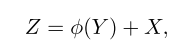 Z = ϕ(Y) + X,